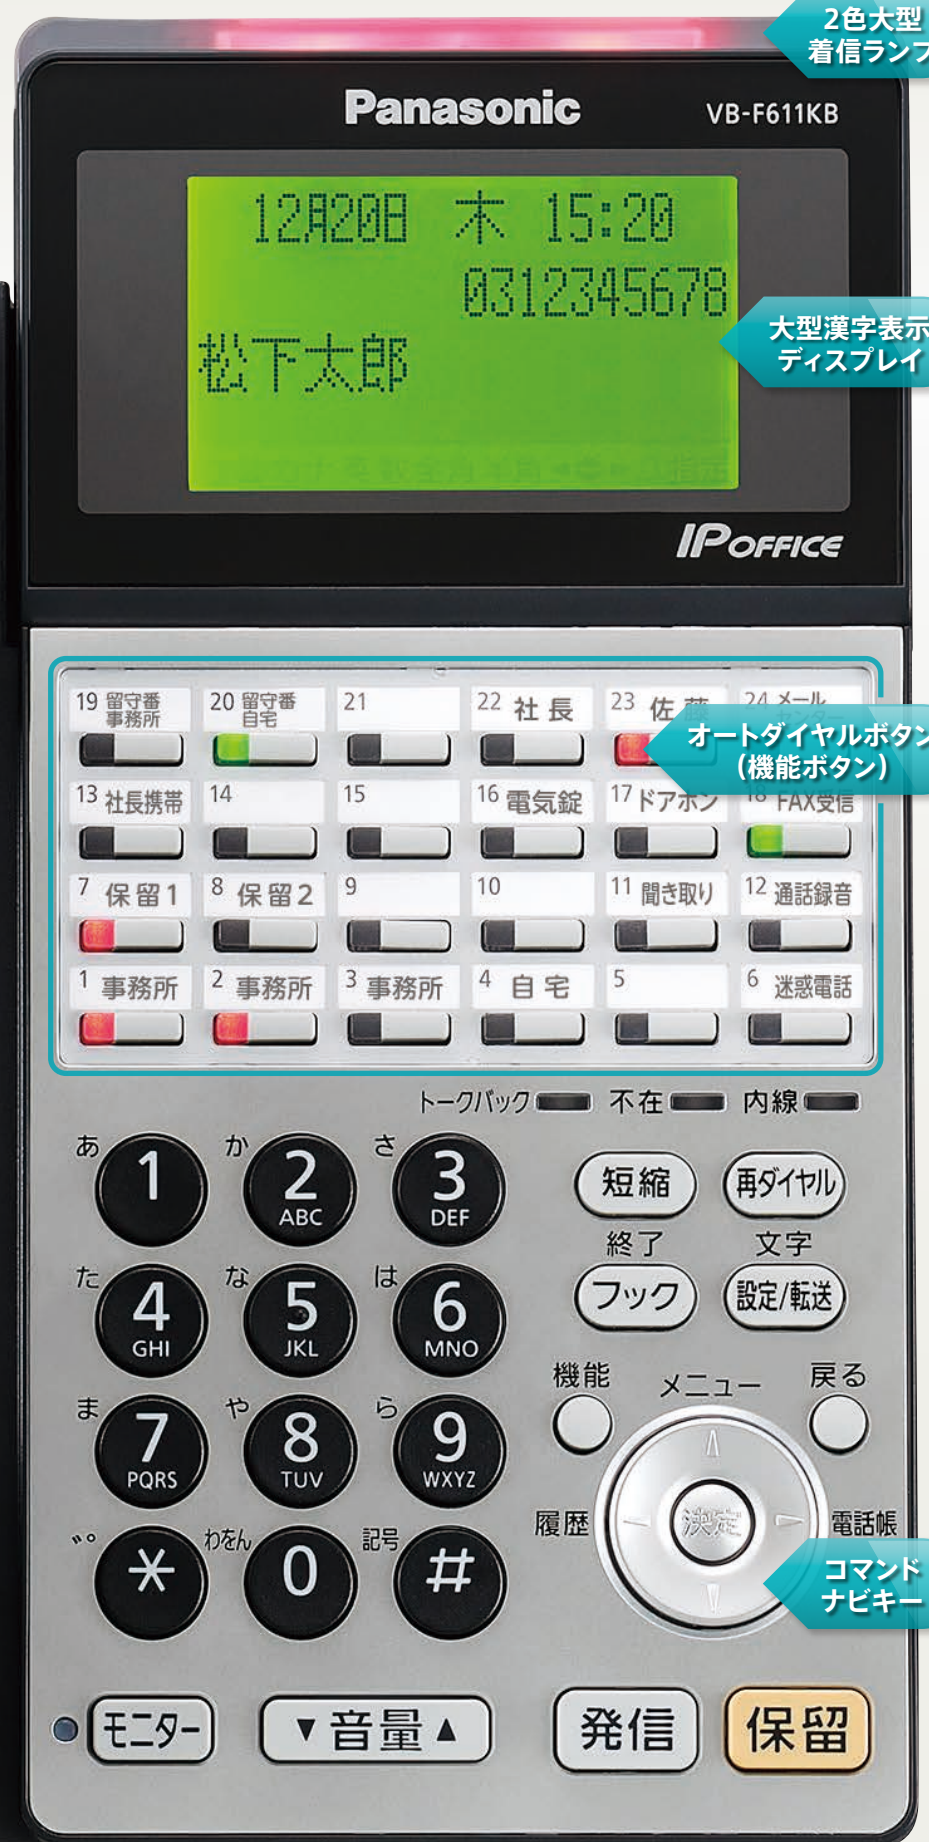 2色大型
着信ランプ
Panasonic
VB-F611KB
12月20日 木 15:20
0312345678
松下太郎
大型漢字表示
ディスプレイ
IP OFFICE
19 留守番
事務所
20 留守番
自宅
21
22 社長
23 佐藤
24 メール
オートダイヤルボタン
(機能ボタン)
13 社長携帯
14
15
16 電気錠
17 ドアホン
18 FAX受信
7 保留1
8 保留2
9
10
11 聞き取り
12 通話録音
1 事務所
2 事務所
3 事務所
4 自宅
5
6 迷惑電話
トークバック
不在
内線
あ
1
か
2
ABC
さ
3
DEF
短縮
再ダイヤル
終了
文字
た
4
GHI
な
5
JKL
は
6
MNO
フック
設定/転送
機能
メニュー
戻る
ま
7
PQRS
や
8
TUV
ら
9
WXYZ
履歴
決定
電話帳
゛゜
*
わをん
0
記号
#
コマンド
ナビキー
モニター
▼音量▲
発信
保留